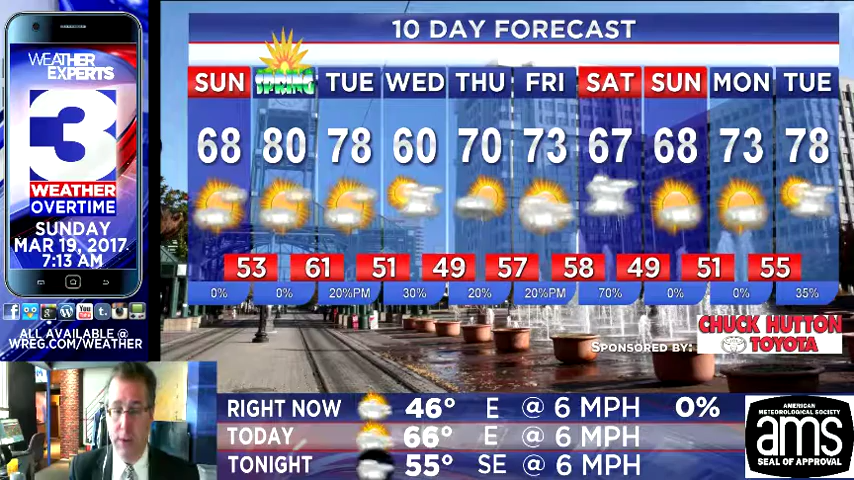 WEATHER
EXPERTS
3
WEATHER
OVERTIME
SUNDAY
MAR 19, 2017
7:13 AM
ALL AVAILABLE @
WREG.COM/WEATHER
10 DAY FORECAST
SUN SPRING TUE WED THU FRI SAT SUN MON TUE
68 80 78 60 70 73 67 68 73 78
53 61 51 49 57 58 49 51 55
0% 0% 20%PM 30% 20% 20%PM 70% 0% 0% 35%
SPONSORED BY:
CHUCK HUTTON
TOYOTA
RIGHT NOW 46° E @ 6 MPH 0%
TODAY 66° E @ 6 MPH
TONIGHT 55° SE @ 6 MPH
AMERICAN
METEOROLOGICAL SOCIETY
ams
SEAL OF APPROVAL